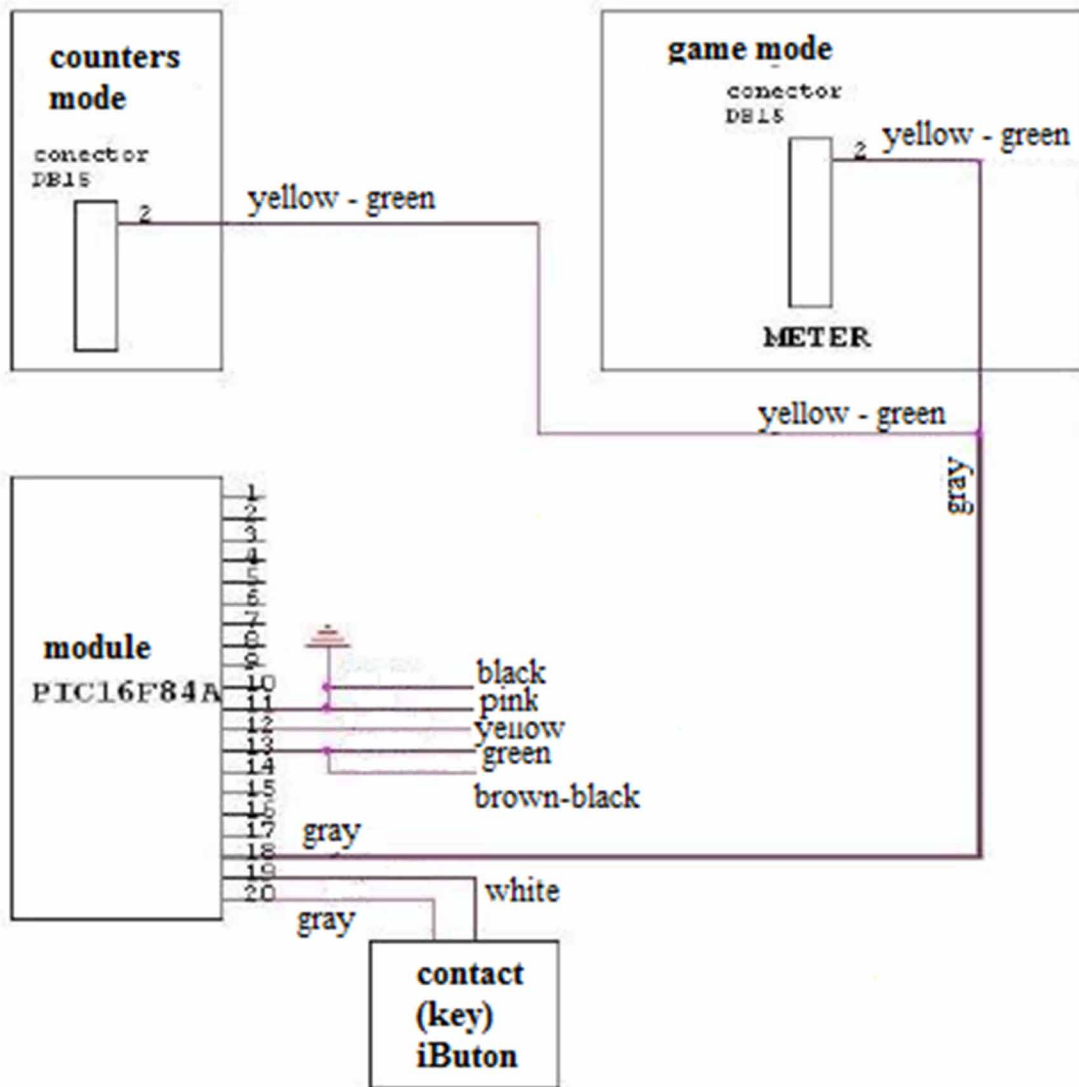 counters
mode
conector
DB15
2
yellow - green
game mode
conector
DB15
2
yellow - green
METER
yellow - green
gray
module
PIC16F84A
1
2
3
4
5
6
7
8
9
10
11
12
13
14
15
16
17
18
19
20
black
pink
yellow
green
brown-black
gray
white
gray
contact
(key)
iButon